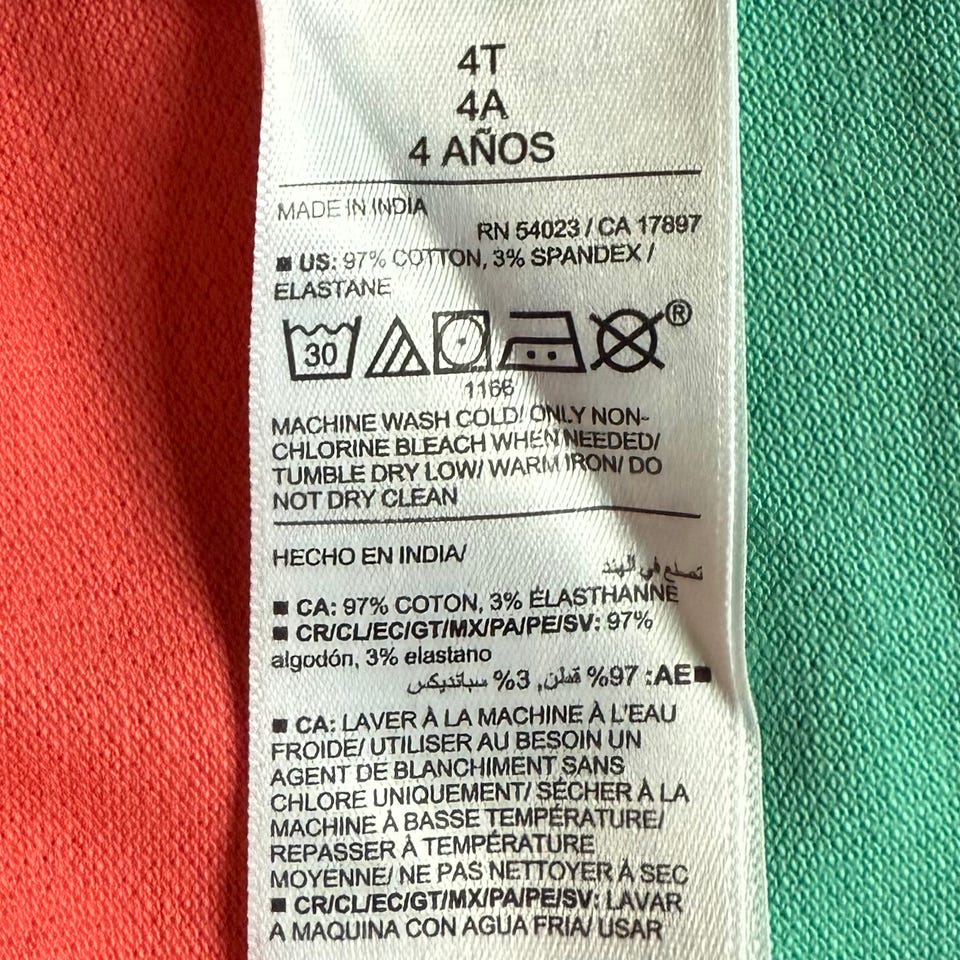 4T
4A
4 AÑOS
MADE IN INDIA
RN 54023 / CA 17897
■ US: 97% COTTON, 3% SPANDEX /
ELASTANE
30 ®
1166
MACHINE WASH COLD/ ONLY NON-
CHLORINE BLEACH WHEN NEEDED/
TUMBLE DRY LOW/ WARM IRON/ DO
NOT DRY CLEAN
HECHO EN INDIA/
تصنع في الهند
■ CA: 97% COTON, 3% ÉLASTHANNE
■ CR/CL/EC/GT/MX/PA/PE/SV: 97%
algodón, 3% elastano
■AE: 97% قطن, 3% سباندیکس
■ CA: LAVER À LA MACHINE À L'EAU
FROIDE/ UTILISER AU BESOIN UN
AGENT DE BLANCHIMENT SANS
CHLORE UNIQUEMENT/ SÉCHER À LA
MACHINE À BASSE TEMPÉRATURE/
REPASSER À TEMPÉRATURE
MOYENNE/ NE PAS NETTOYER À SEC
■ CR/CL/EC/GT/MX/PA/PE/SV: LAVAR
A MAQUINA CON AGUA FRIA/ USAR